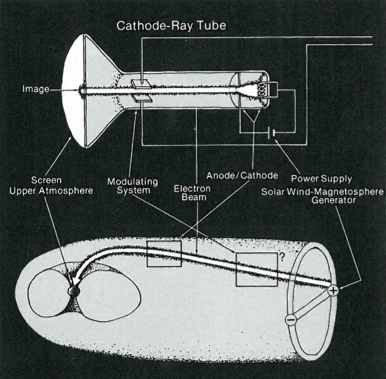 Cathode-Ray Tube
Image
Screen
Upper Atmosphere
Modulating
System
Electron
Beam
Anode/Cathode
Power Supply
Solar Wind-Magnetosphere
Generator
?
+
−